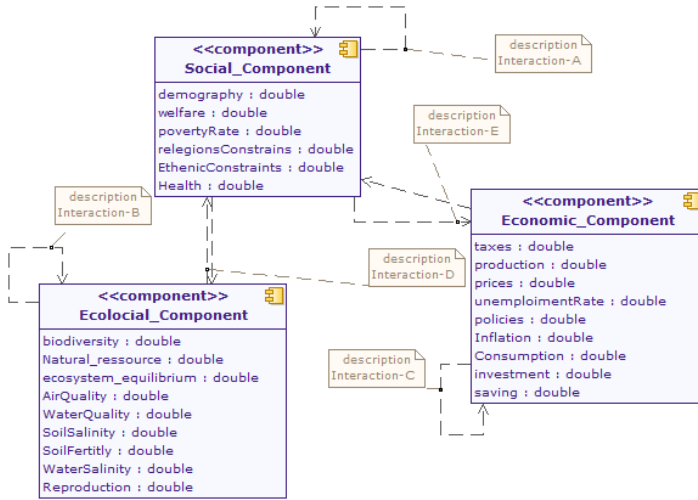 description
Interaction-A
<<component>>
Social_Component
demography : double
welfare : double
povertyRate : double
relegionsConstrains : double
EthenicConstraints : double
Health : double
description
Interaction-E
description
Interaction-B
<<component>>
Economic_Component
taxes : double
production : double
prices : double
unemploimentRate : double
policies : double
Inflation : double
Consumption : double
investment : double
saving : double
description
Interaction-D
<<component>>
Ecolocial_Component
biodiversity : double
Natural_ressource : double
ecosystem_equilibrium : double
AirQuality : double
WaterQuality : double
SoilSalinity : double
SoilFertitly : double
WaterSalinity : double
Reproduction : double
description
Interaction-C